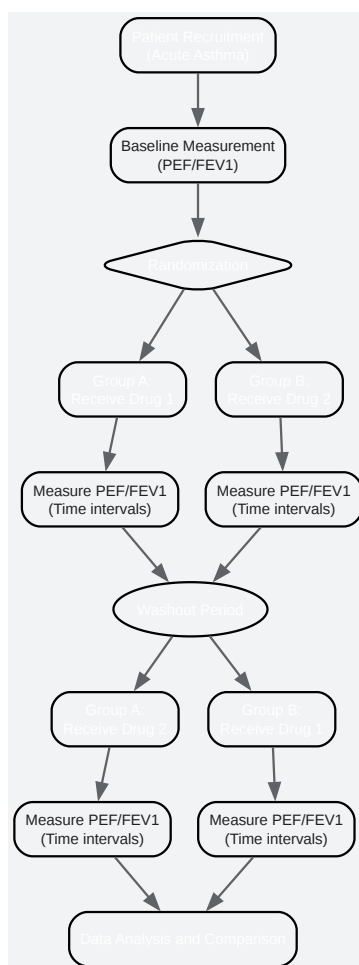 Patient Recruitment
(Acute Asthma)
Baseline Measurement
(PEF/FEV1)
Randomization
Group A:
Receive Drug 1
Group B:
Receive Drug 2
Measure PEF/FEV1
(Time intervals)
Measure PEF/FEV1
(Time intervals)
Washout Period
Group A:
Receive Drug 2
Group B:
Receive Drug 1
Measure PEF/FEV1
(Time intervals)
Measure PEF/FEV1
(Time intervals)
Data Analysis and Comparison